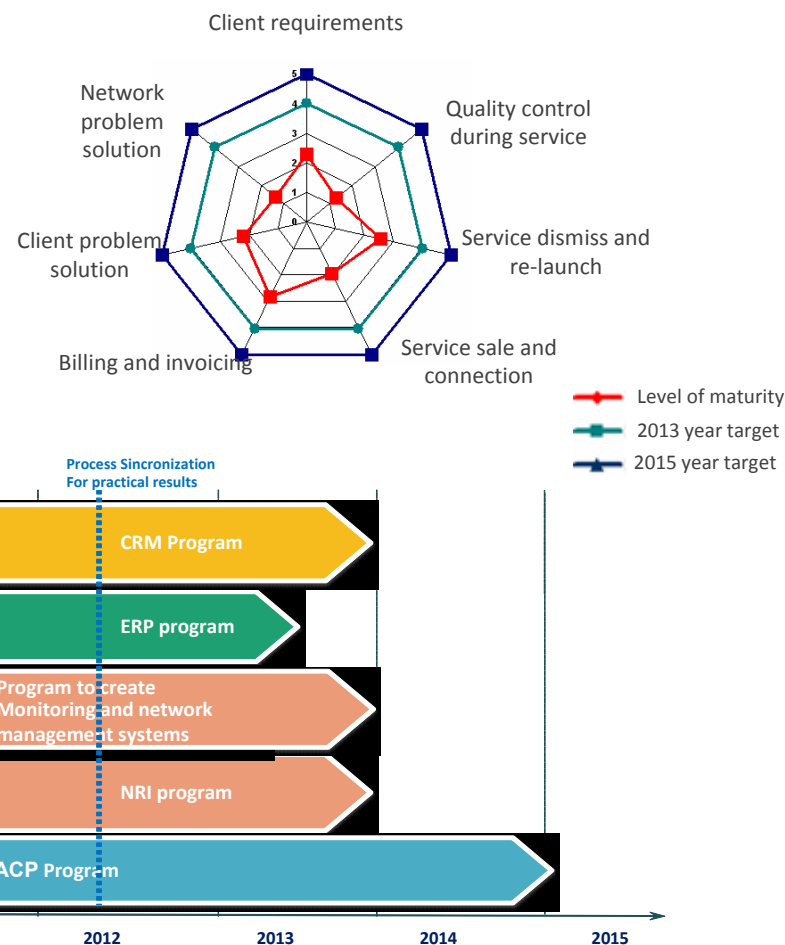 Client requirements
Network
problem
solution
Quality control
during service
5
4
3
2
1
0
Client problem
solution
Service dismiss and
re-launch
Billing and invoicing
Service sale and
connection
Level of maturity
2013 year target
2015 year target
Process Sincronization
For practical results
CRM Program
ERP program
Program to create
Monitoring and network
management systems
NRI program
ACP Program
2012
2013
2014
2015